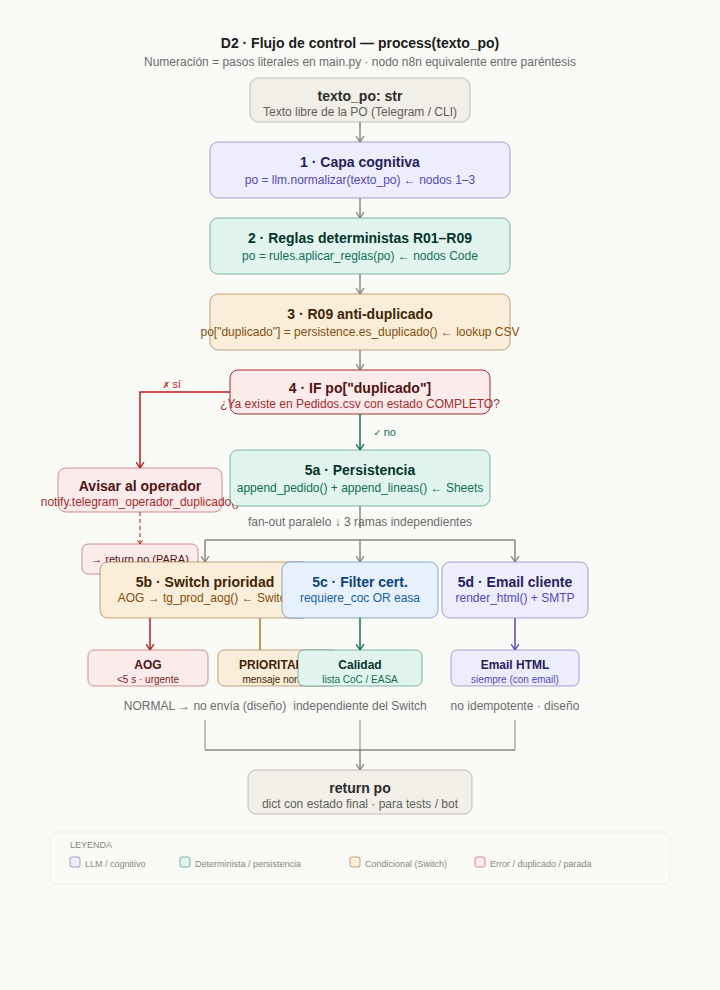 D2 · Flujo de control — process(texto_po)
Numeración = pasos literales en main.py · nodo n8n equivalente entre paréntesis
texto_po: str
Texto libre de la PO (Telegram / CLI)
1 · Capa cognitiva
po = llm.normalizar(texto_po) ← nodos 1–3
2 · Reglas deterministas R01–R09
po = rules.aplicar_reglas(po) ← nodos Code
3 · R09 anti-duplicado
po["duplicado"] = persistence.es_duplicado() ← lookup CSV
✗ sí
4 · IF po["duplicado"]
¿Ya existe en Pedidos.csv con estado COMPLETO?
✓ no
5a · Persistencia
append_pedido() + append_lineas() ← Sheets
Avisar al operador
notify.telegram_operador_duplicado()
fan-out paralelo ↓ 3 ramas independientes
→ return po (PARA)
5b · Switch prioridad
AOG → tg_prod_aog() ←
5c · Filter cert.
requiere_coc OR easa
5d · Email cliente
render_html() + SMTP
AOG
<5 s · urgente
mensaje
Calidad
lista CoC / EASA
Email HTML
siempre (con email)
NORMAL → no envía (diseño)
independiente del Switch
no idempotente · diseño
return po
dict con estado final · para tests / bot
LEYENDA
LLM / cognitivo
Determinista / persistencia
Condicional (Switch)
Error / duplicado / parada